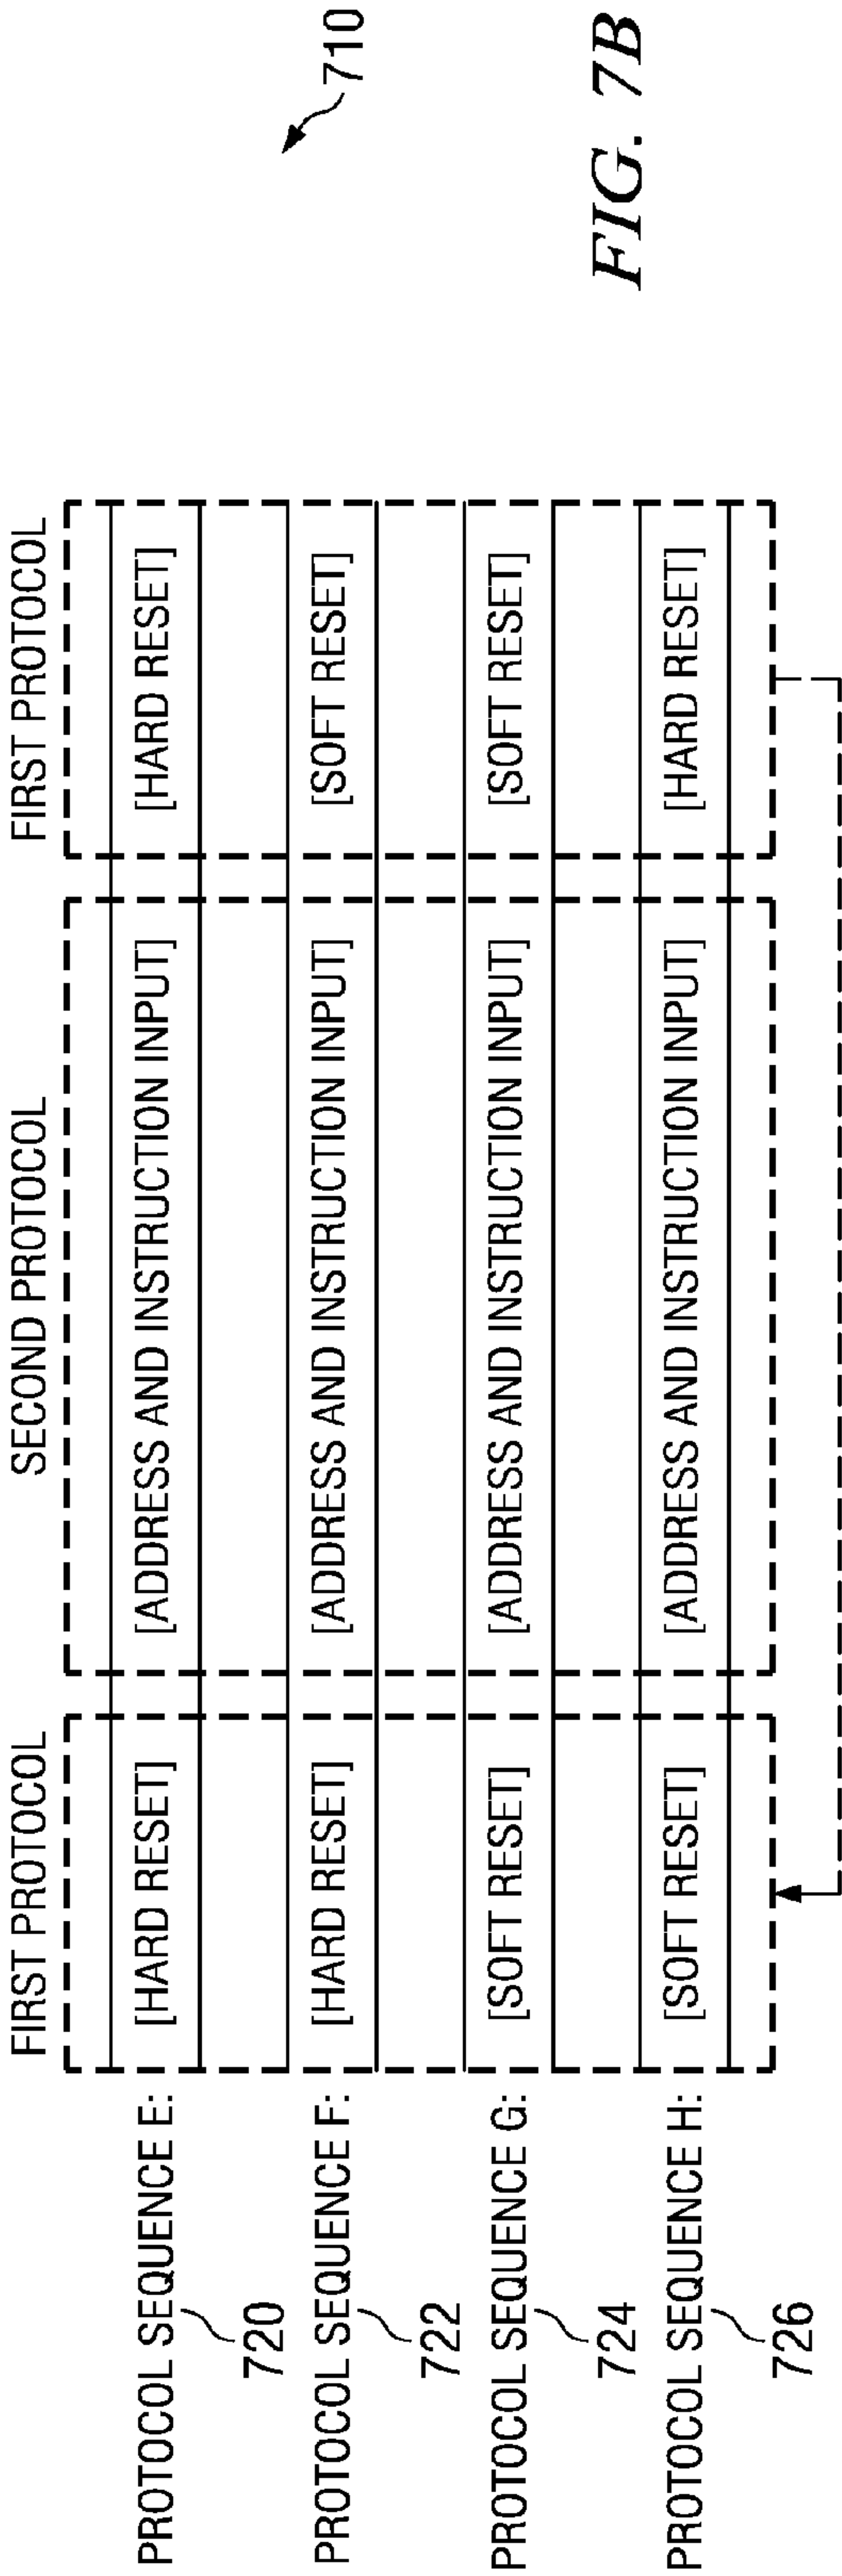 FIRST PROTOCOL SECOND PROTOCOL FIRST PROTOCOL
PROTOCOL SEQUENCE E: [HARD RESET] [ADDRESS AND INSTRUCTION INPUT] [HARD RESET]
720
PROTOCOL SEQUENCE F: [HARD RESET] [ADDRESS AND INSTRUCTION INPUT] [SOFT RESET]
722
710
PROTOCOL SEQUENCE G: [SOFT RESET] [ADDRESS AND INSTRUCTION INPUT] [SOFT RESET]
724
PROTOCOL SEQUENCE H: [SOFT RESET] [ADDRESS AND INSTRUCTION INPUT] [HARD RESET]
726
FIG. 7B